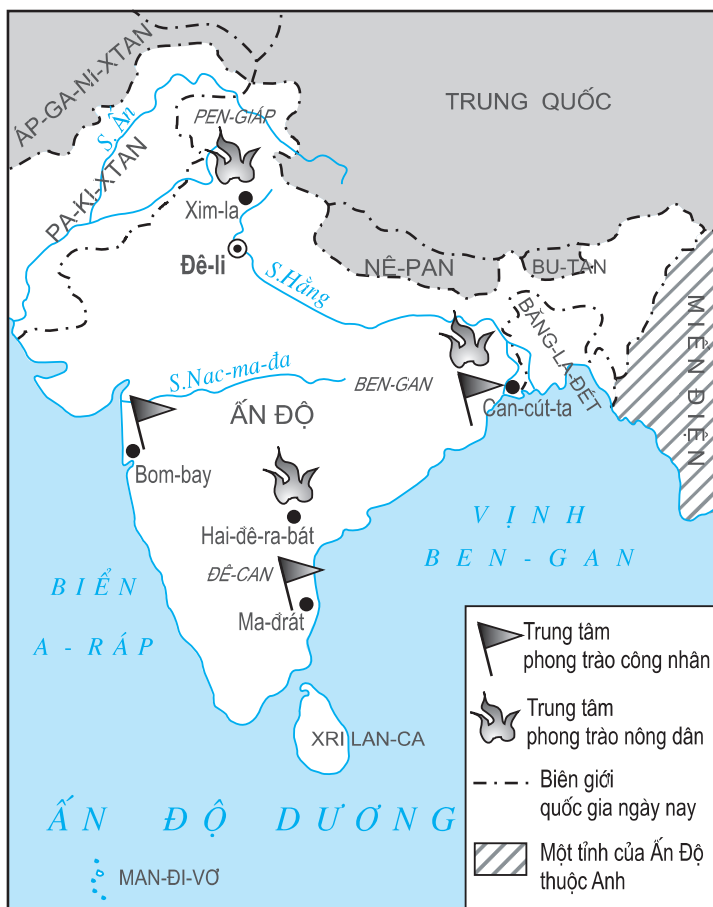 ÁP-GA-NI-XTAN
TRUNG QUỐC
S. Ấn
PEN-GIÁP
PA-KI-XTAN
Xim-la
Đê-li
S.Hằng
NÊ-PAN
BU-TAN
BĂNG-LA-ĐÉT
MIẾN ĐIỆN
S.Nac-ma-đa
BEN-GAN
Can-cút-ta
ẤN ĐỘ
Bom-bay
Hai-đê-ra-bát
VỊNH
BEN-GAN
ĐÊ-CAN
BIỂN
A-RÁP
Ma-đrát
XRI LAN-CA
ẤN ĐỘ DƯƠNG
MAN-ĐI-VƠ
Trung tâm
phong trào công nhân
Trung tâm
phong trào nông dân
Biên giới
quốc gia ngày nay
Một tỉnh của Ấn Độ
thuộc Anh